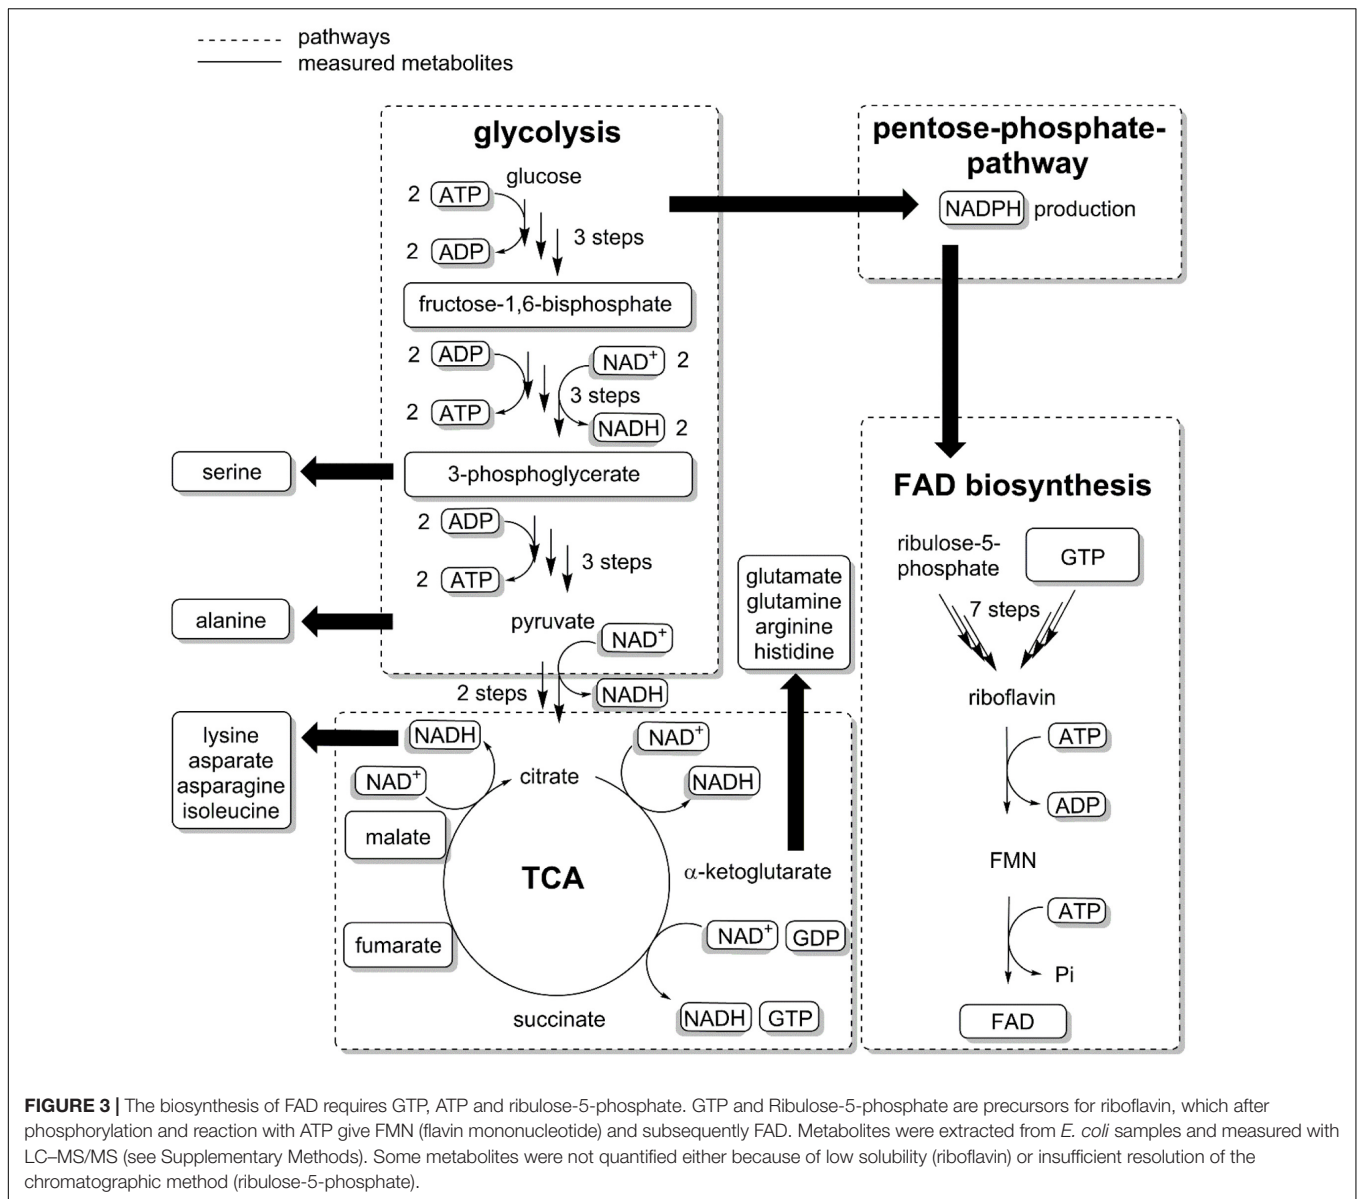 pathways
measured metabolites
glycolysis
glucose
2 ATP
2 ADP
3 steps
fructose-1,6-bisphosphate
2 ADP
NAD+ 2
2 ATP
3 steps
NADH 2
3-phosphoglycerate
serine
2 ADP
2 ATP
3 steps
alanine
pyruvate
NAD+
2 steps
NADH
pentose-phosphate-
pathway
NADPH production
FAD biosynthesis
ribulose-5-
phosphate
GTP
7 steps
riboflavin
ATP
ADP
FMN
ATP
Pi
FAD
glutamate
glutamine
arginine
histidine
lysine
asparate
asparagine
isoleucine
NADH
NAD+
citrate
NAD+
NADH
malate
TCA
α-ketoglutarate
fumarate
NAD+ GDP
NADH GTP
succinate
FIGURE 3 | The biosynthesis of FAD requires GTP, ATP and ribulose-5-phosphate. GTP and Ribulose-5-phosphate are precursors for riboflavin, which after
phosphorylation and reaction with ATP give FMN (flavin mononucleotide) and subsequently FAD. Metabolites were extracted from E. coli samples and measured with
LC–MS/MS (see Supplementary Methods). Some metabolites were not quantified either because of low solubility (riboflavin) or insufficient resolution of the
chromatographic method (ribulose-5-phosphate).